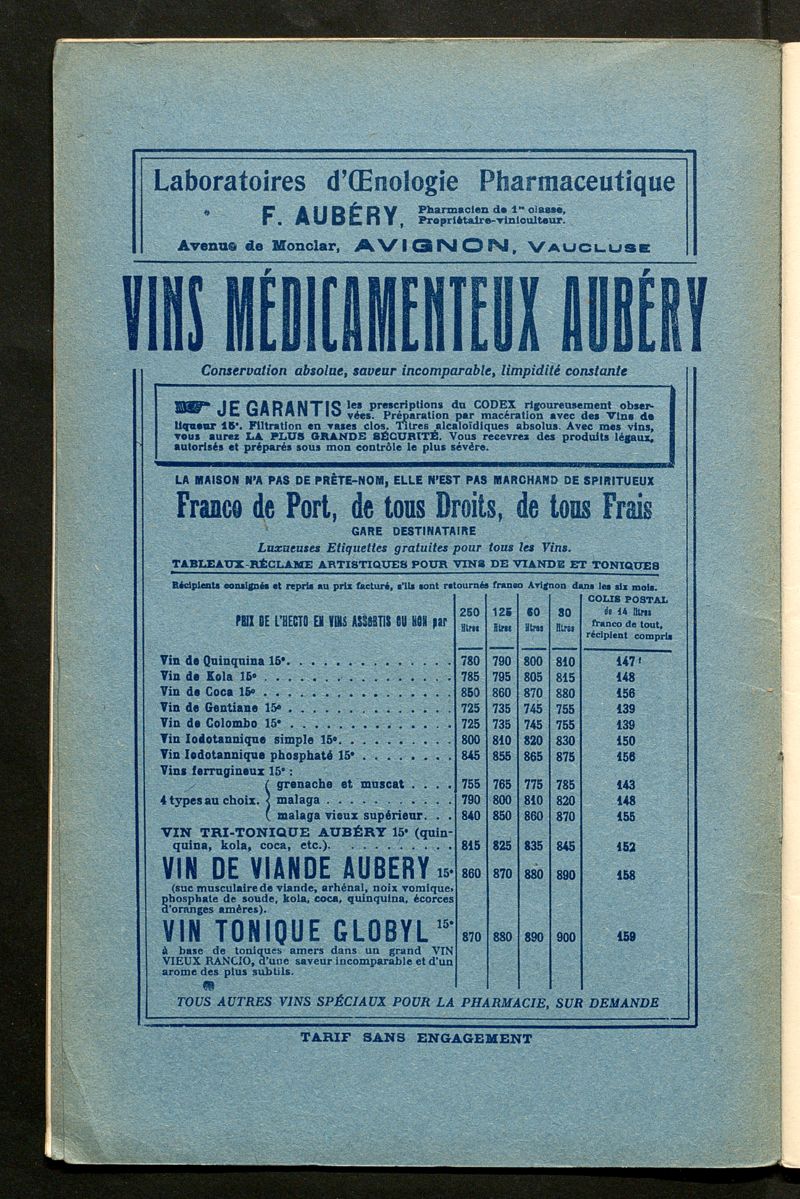 Laboratoires d'Œnologie Pharmaceutique
F. AUBÉRY, Pharmacien de 1re classe,
Propriétaire-viniculteur.
Avenue de Monclar, AVIGNON, VAUCLUSE
VINS MÉDICAMENTEUX AUBÉRY
Conservation absolue, saveur incomparable, limpidité constante
JE GARANTIS les prescriptions du CODEX rigoureusement obser-
vées. Préparation par macération avec des Vins de
liqueur 15°. Filtration en vases clos. Titres alcaloïdiques absolus. Avec mes vins,
vous aurez LA PLUS GRANDE SÉCURITÉ. Vous recevrez des produits légaux,
autorisés et préparés sous mon contrôle le plus sévère.
LA MAISON N'A PAS DE PRÊTE-NOM, ELLE N'EST PAS MARCHAND DE SPIRITUEUX
Franco de Port, de tous Droits, de tous Frais
GARE DESTINATAIRE
Luxueuses Etiquettes gratuites pour tous les Vins.
TABLEAUX-RÉCLAME ARTISTIQUES POUR VINS DE VIANDE ET TONIQUES
Récipients consignés et repris au prix facturé, s'ils sont retournés franco Avignon dans les six mois.
PRIX DE L'HECTO EN VINS ASSORTIS OU NON par 250 litres 125 litres 60 litres 30 litres COLIS POSTAL
de 14 litres
franco de tout,
récipient compris
Vin de Quinquina 15°. . . . . . . . . . . . . . 780 790 800 810 147 f
Vin de Kola 15° . . . . . . . . . . . . . . . . 785 795 805 815 148
Vin de Coca 15° . . . . . . . . . . . . . . . . 850 860 870 880 156
Vin de Gentiane 15° . . . . . . . . . . . . . . 725 735 745 755 139
Vin de Colombo 15° . . . . . . . . . . . . . . 725 735 745 755 139
Vin Iodotannique simple 15°. . . . . . . . . . 800 810 820 830 150
Vin Iodotannique phosphaté 15° . . . . . . . . 845 855 865 875 156
Vins ferrugineux 15° :
grenache et muscat . . . . 755 765 775 785 143
4 types au choix. malaga . . . . . . . . . . . 790 800 810 820 148
malaga vieux supérieur. . . 840 850 860 870 155
VIN TRI-TONIQUE AUBÉRY 15° (quin-
quina, kola, coca, etc.). . . . . . . . . . 815 825 835 845 152
VIN DE VIANDE AUBERY 15° 860 870 880 890 158
(suc musculaire de viande, arhénal, noix vomique,
phosphate de soude, kola, coca, quinquina, écorces
d'oranges amères).
VIN TONIQUE GLOBYL 15° 870 880 890 900 159
à base de toniques amers dans un grand VIN
VIEUX RANCIO, d'une saveur incomparable et d'un
arome des plus subtils.
TOUS AUTRES VINS SPÉCIAUX POUR LA PHARMACIE, SUR DEMANDE
TARIF SANS ENGAGEMENT